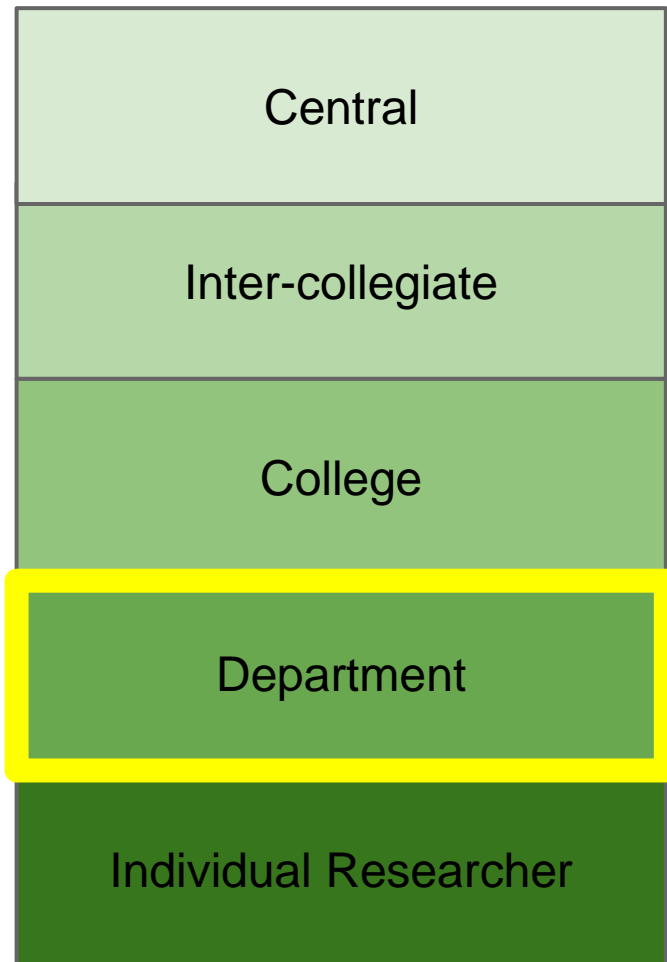 Central
Inter-collegiate
College
Department
Individual Researcher